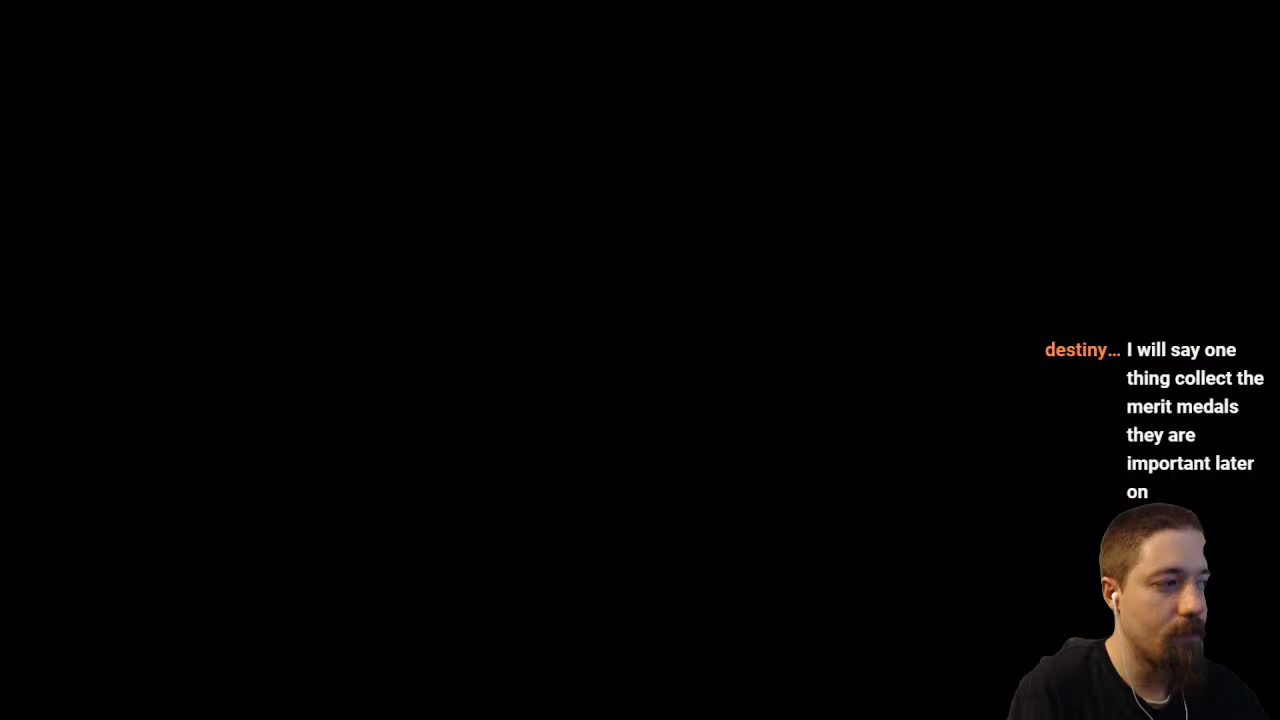 destiny… I will say one
thing collect the
merit medals
they are
important later
on